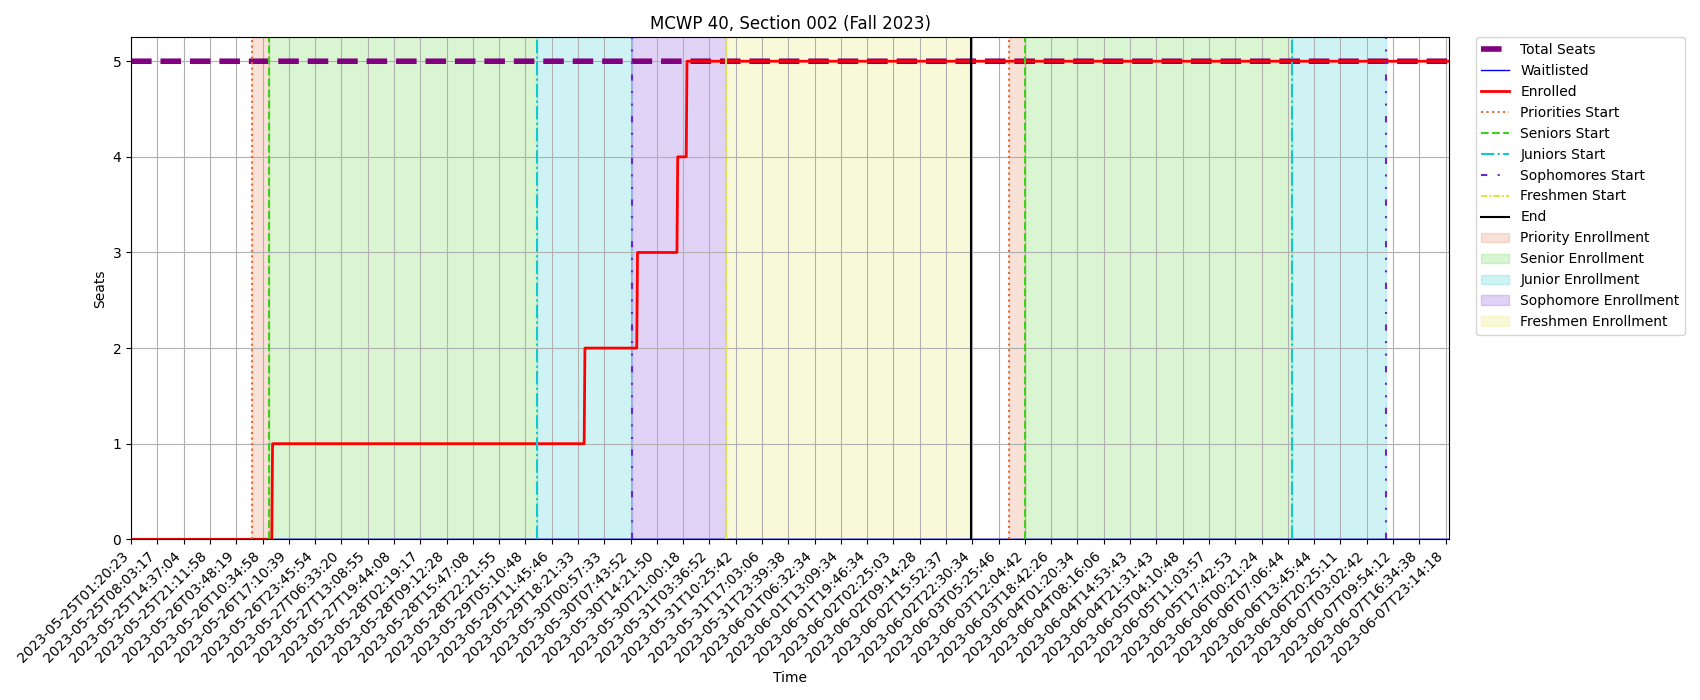 MCWP 40, Section 002 (Fall 2023)
Seats
5
4
3
2
1
0
2023-05-25T01:20:23
2023-05-25T08:03:17
2023-05-25T14:37:04
2023-05-25T21:11:58
2023-05-26T03:48:19
2023-05-26T10:34:58
2023-05-26T17:10:39
2023-05-26T23:45:54
2023-05-27T06:33:20
2023-05-27T13:08:55
2023-05-27T19:44:08
2023-05-28T02:19:17
2023-05-28T09:12:28
2023-05-28T15:47:08
2023-05-28T22:21:55
2023-05-29T05:10:48
2023-05-29T11:45:46
2023-05-29T18:21:33
2023-05-30T00:57:33
2023-05-30T07:43:52
2023-05-30T14:21:50
2023-05-30T21:00:18
2023-05-31T03:36:52
2023-05-31T10:25:42
2023-05-31T17:03:06
2023-05-31T23:39:38
2023-06-01T06:32:34
2023-06-01T13:09:34
2023-06-01T19:46:34
2023-06-02T02:25:03
2023-06-02T09:14:28
2023-06-02T15:52:37
2023-06-02T22:30:34
2023-06-03T05:25:46
2023-06-03T12:04:42
2023-06-03T18:42:26
2023-06-04T01:20:34
2023-06-04T08:16:06
2023-06-04T14:53:43
2023-06-04T21:31:43
2023-06-05T04:10:48
2023-06-05T11:03:57
2023-06-05T17:42:53
2023-06-06T00:21:24
2023-06-06T07:06:44
2023-06-06T13:45:44
2023-06-06T20:25:11
2023-06-07T03:02:42
2023-06-07T09:54:12
2023-06-07T16:34:38
2023-06-07T23:14:18
Time
Total Seats
Waitlisted
Enrolled
Priorities Start
Seniors Start
Juniors Start
Sophomores Start
Freshmen Start
End
Priority Enrollment
Senior Enrollment
Junior Enrollment
Sophomore Enrollment
Freshmen Enrollment